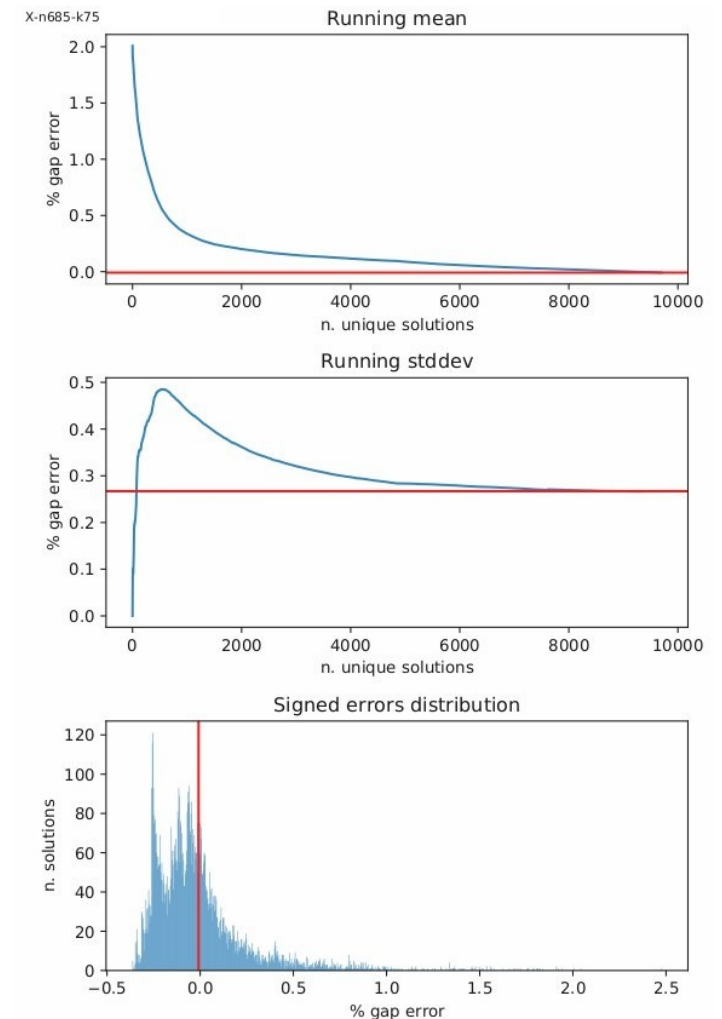 X-n685-k75
Running mean
% gap error
2.0
1.5
1.0
0.5
0.0
0 2000 4000 6000 8000 10000
n. unique solutions
Running stddev
% gap error
0.5
0.4
0.3
0.2
0.1
0.0
0 2000 4000 6000 8000 10000
n. unique solutions
Signed errors distribution
n. solutions
120
100
80
60
40
20
0
−0.5 0.0 0.5 1.0 1.5 2.0 2.5
% gap error